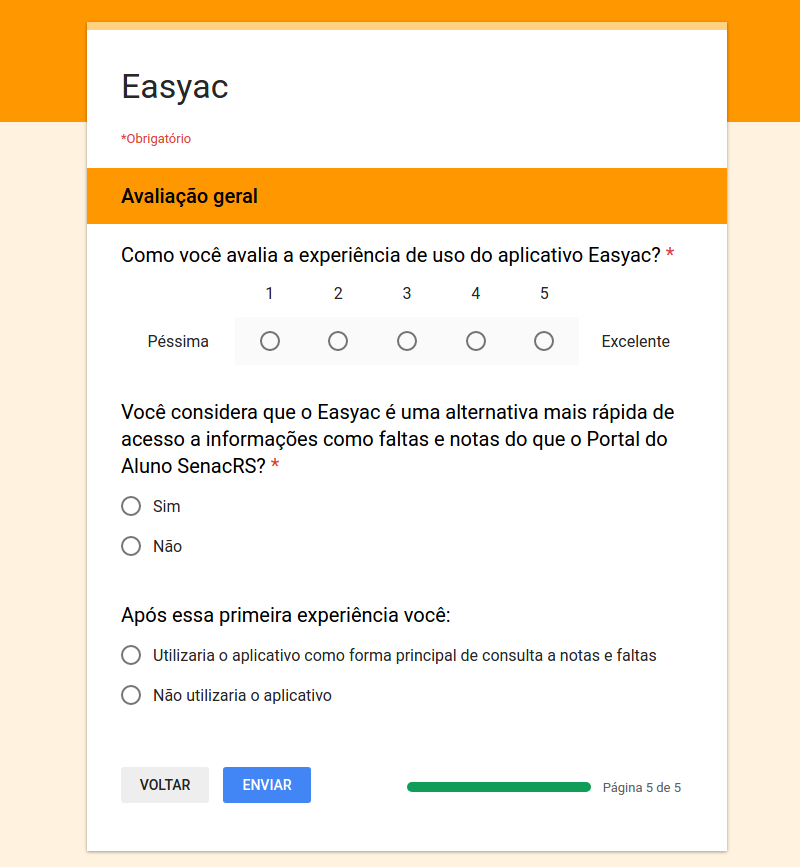 Easyac
*Obrigatório
Avaliação geral
Como você avalia a experiência de uso do aplicativo Easyac? *
1 2 3 4 5
Péssima Excelente
Você considera que o Easyac é uma alternativa mais rápida de
acesso a informações como faltas e notas do que o Portal do
Aluno SenacRS? *
Sim
Não
Após essa primeira experiência você:
Utilizaria o aplicativo como forma principal de consulta a notas e faltas
Não utilizaria o aplicativo
VOLTAR ENVIAR Página 5 de 5